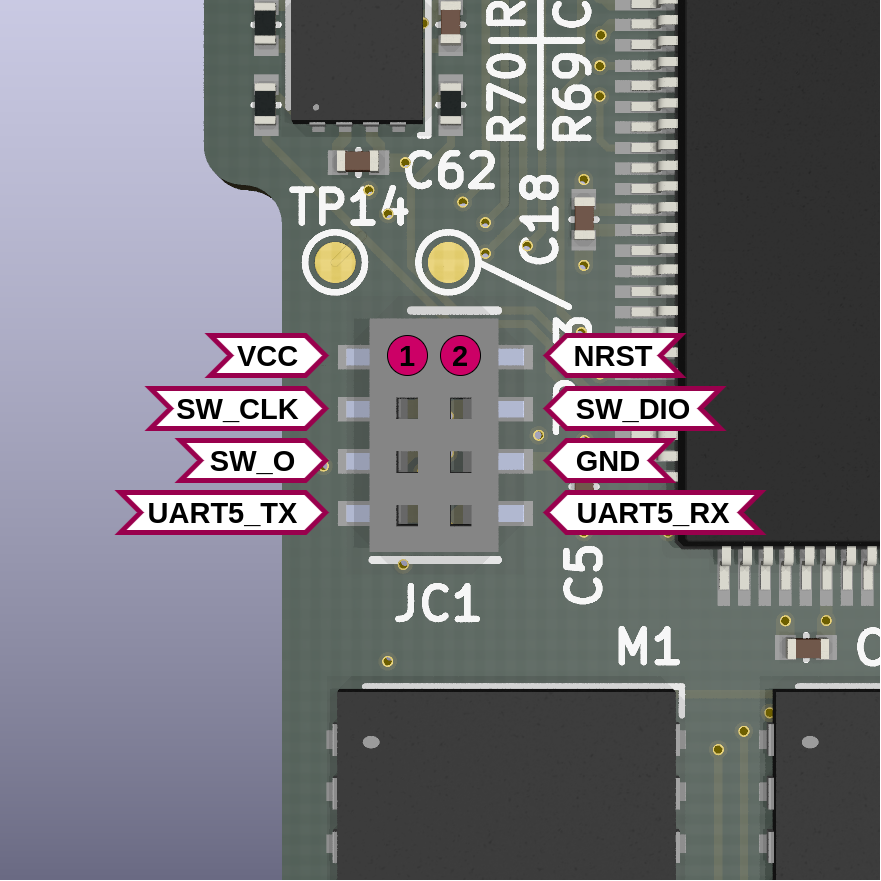 R70
R69
C62
TP14
C18
1 2
VCC NRST
SW_CLK SW_DIO
SW_O GND
UART5_TX UART5_RX
C5
JC1
M1